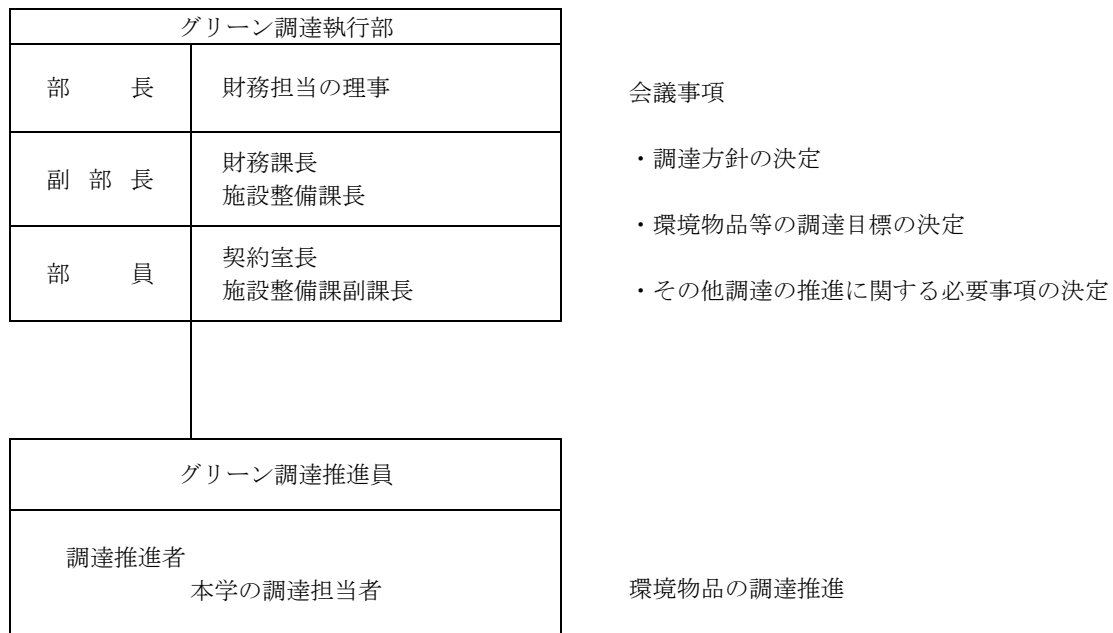 グリーン調達執行部
部　　長
財務担当の理事
副 部 長
財務課長
施設整備課長
部　　員
契約室長
施設整備課副課長
会議事項
・調達方針の決定
・環境物品等の調達目標の決定
・その他調達の推進に関する必要事項の決定
グリーン調達推進員
調達推進者
本学の調達担当者
環境物品の調達推進